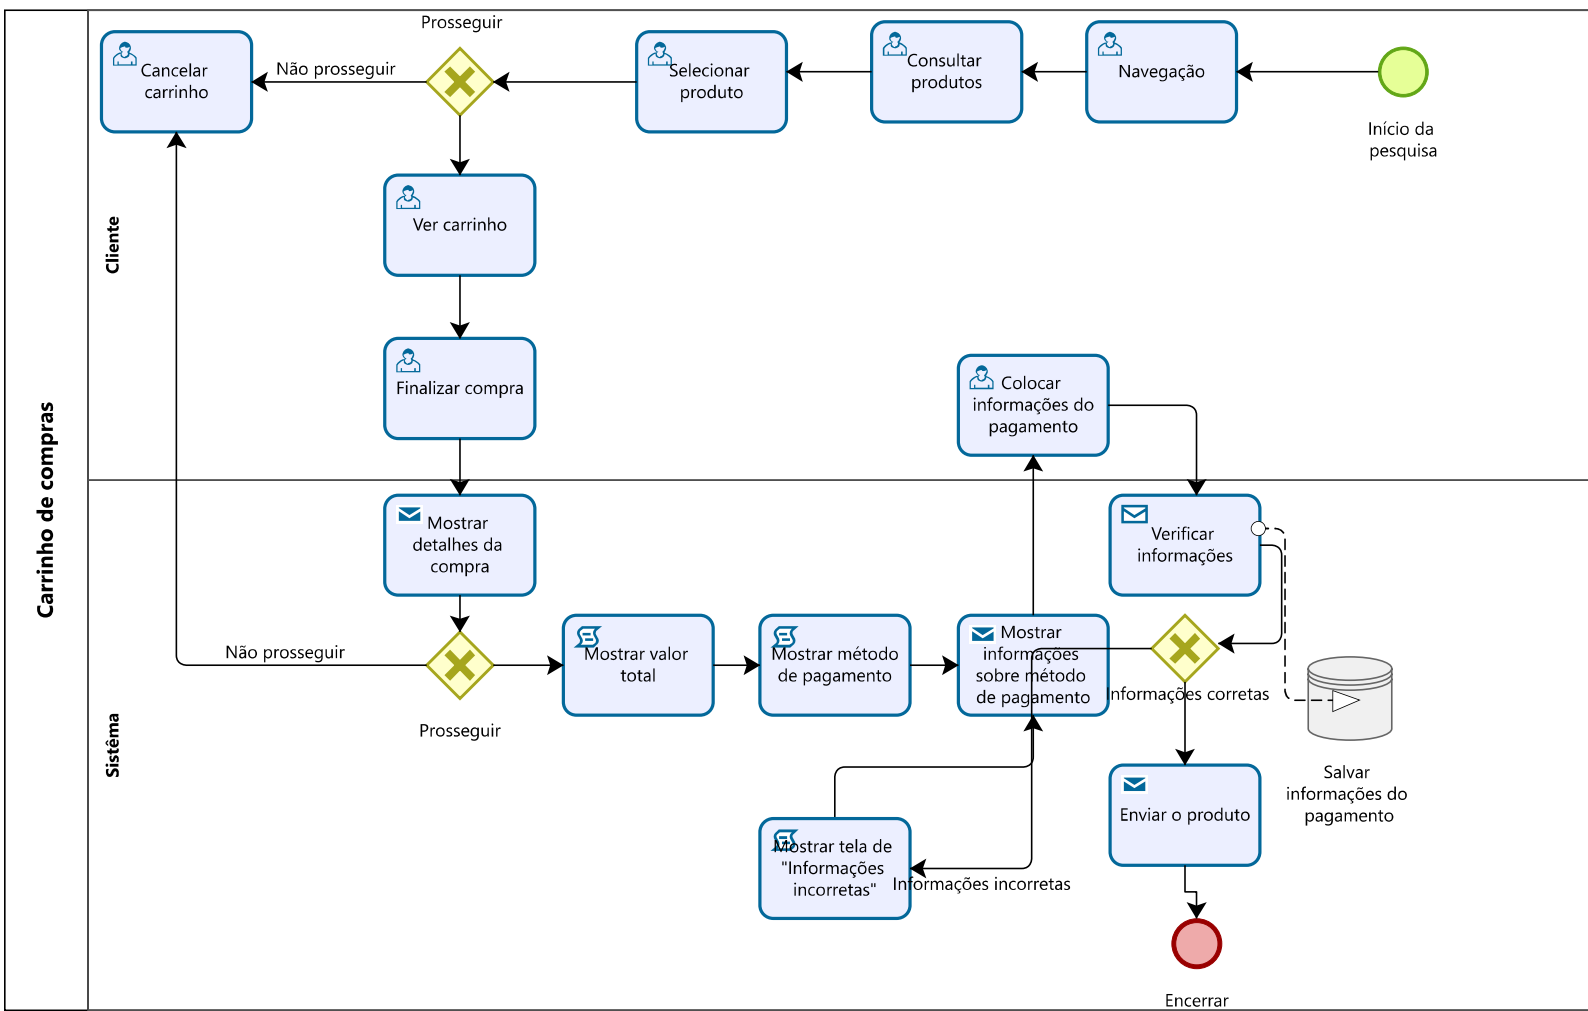 Carrinho de compras
Cliente
Sistêma
Prosseguir
Cancelar
carrinho
Não prosseguir
Selecionar
produto
Consultar
produtos
Navegação
Início da
pesquisa
Ver carrinho
Finalizar compra
Colocar
informações do
pagamento
Mostrar
detalhes da
compra
Verificar
informações
Não prosseguir
Prosseguir
Mostrar valor
total
Mostrar método
de pagamento
Mostrar
informações
sobre método
de pagamento
Informações corretas
Salvar
informações do
pagamento
Enviar o produto
Mostrar tela de
"Informações
incorretas"
Informações incorretas
Encerrar